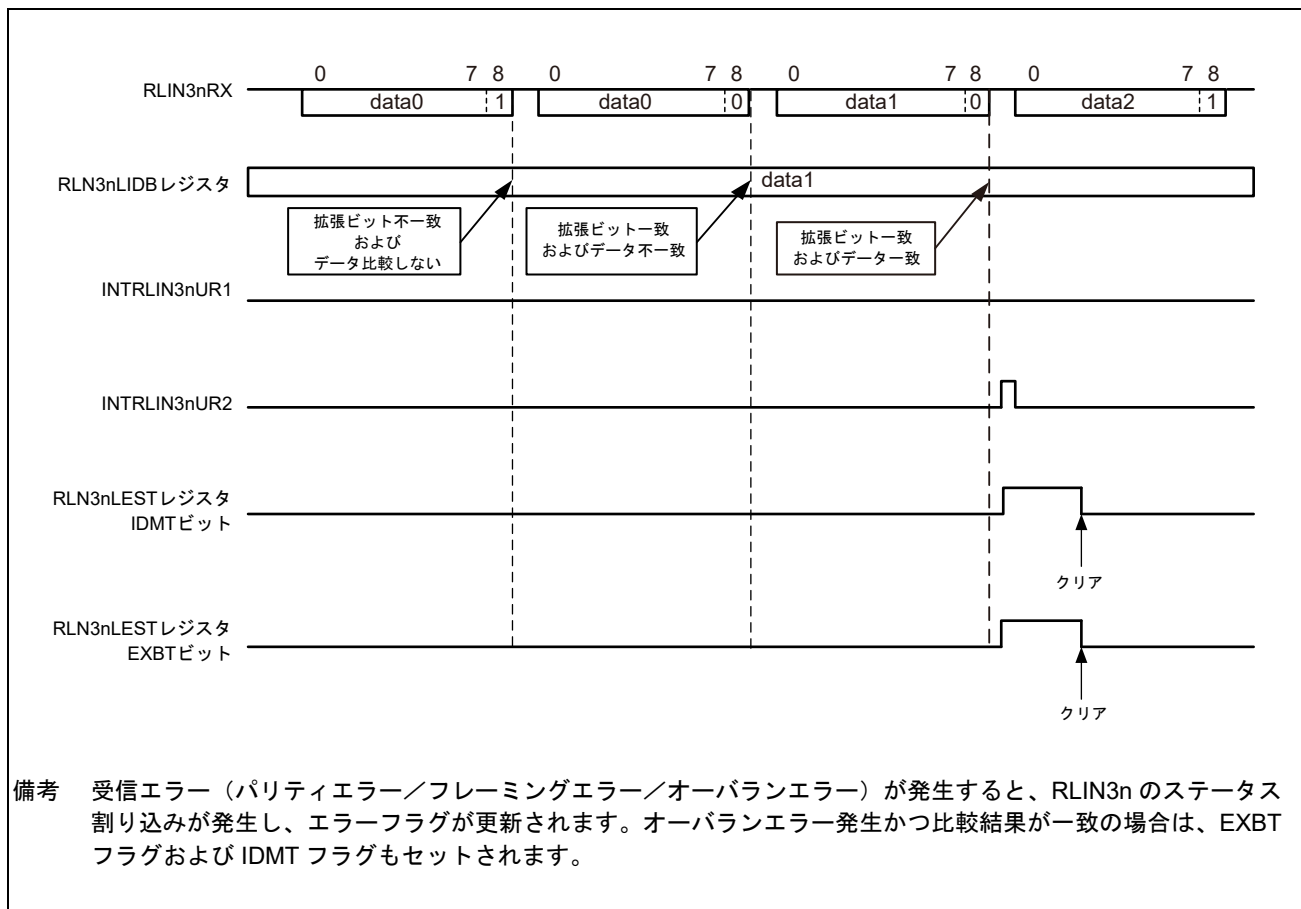 0 7 8 0 7 8 0 7 8 0 7 8
RLIN3nRX
data0 1 data0 0 data1 0 data2 1
RLN3nLIDBレジスタ
data1
拡張ビット不一致
および
データ比較しない
拡張ビット一致
およびデータ不一致
拡張ビット一致
およびデータ一致
INTRLIN3nUR1
INTRLIN3nUR2
RLN3nLESTレジスタ
IDMTビット
クリア
RLN3nLESTレジスタ
EXBTビット
クリア
備考 受信エラー（パリティエラー／フレーミングエラー／オーバランエラー）が発生すると、RLIN3n のステータス
割り込みが発生し、エラーフラグが更新されます。オーバランエラー発生かつ比較結果が一致の場合は、EXBT
フラグおよび IDMT フラグもセットされます。